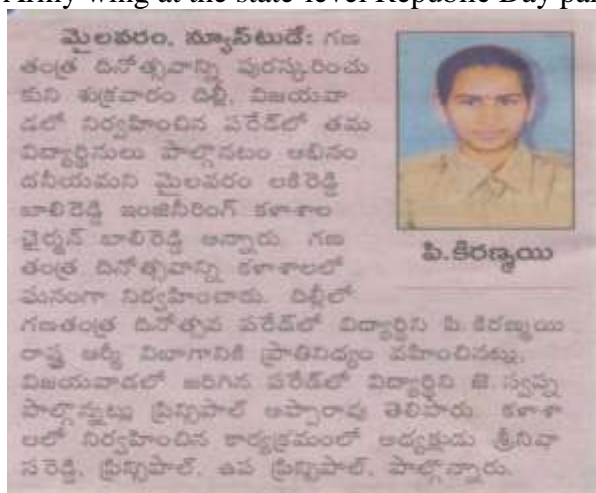 Army wing at the state level Republic Day par
మైలవరం, న్యూస్‌టుడే: గణ
తంత్ర దినోత్సవాన్ని పురస్కరించు
కుని శుక్రవారం దిల్లీ, విజయవా
డలో నిర్వహించిన పరేడ్‌లో తమ
విద్యార్థినులు పాల్గొనటం అభినం
దనీయమని మైలవరం లకిరెడ్డి
బాలిరెడ్డి ఇంజినీరింగ్ కళాశాల
ఛైర్మన్ బాలిరెడ్డి అన్నారు. గణ
తంత్ర దినోత్సవాన్ని కళాశాలలో
ఘనంగా నిర్వహించారు. దిల్లీలో
గణతంత్ర దినోత్సవ పరేడ్‌లో విద్యార్థిని పి.కిరణ్మయి
రాష్ట్ర ఆర్మీ విభాగానికి ప్రాతినిధ్యం వహించినట్లు,
విజయవాడలో జరిగిన పరేడ్‌లో విద్యార్థిని జె.స్వప్న
పాల్గొన్నట్లు ప్రిన్సిపాల్ అప్పారావు తెలిపారు. కళాశా
లలో నిర్వహించిన కార్యక్రమంలో అధ్యక్షుడు శ్రీనివా
సరెడ్డి, ప్రిన్సిపాల్, ఉప ప్రిన్సిపాల్, పాల్గొన్నారు.
పి.కిరణ్మయి